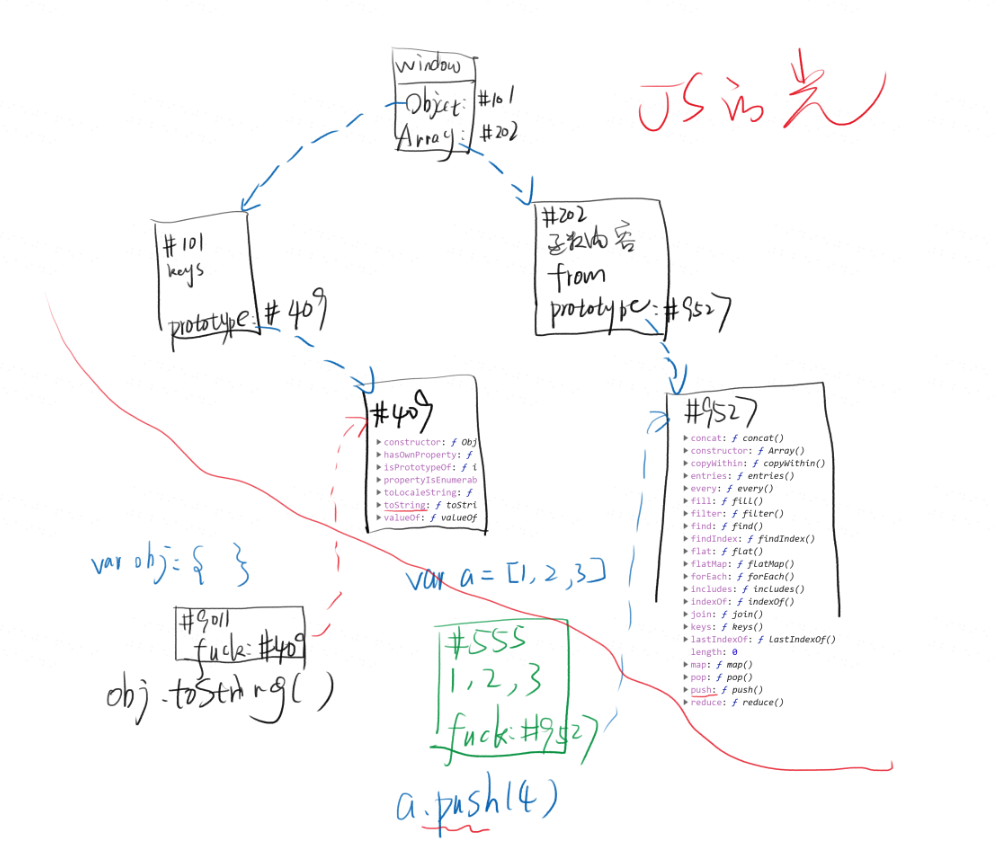 JS的光
window
Object: #101
Array: #202
#101
keys
prototype: #409
#202
函数内容
from
prototype: #9527
#409
constructor: ƒ Obj
hasOwnProperty: ƒ
isPrototypeOf: ƒ i
propertyIsEnumerab
toLocaleString: ƒ
toString: ƒ toStri
valueOf: ƒ valueOf
#9527
concat: ƒ concat()
constructor: ƒ Array()
copyWithin: ƒ copyWithin()
entries: ƒ entries()
every: ƒ every()
fill: ƒ fill()
filter: ƒ filter()
find: ƒ find()
findIndex: ƒ findIndex()
flat: ƒ flat()
flatMap: ƒ flatMap()
forEach: ƒ forEach()
includes: ƒ includes()
indexOf: ƒ indexOf()
join: ƒ join()
keys: ƒ keys()
lastIndexOf: ƒ lastIndexOf()
length: 0
map: ƒ map()
pop: ƒ pop()
push: ƒ push()
reduce: ƒ reduce()
var obj = { }
#9011
fuck: #409
obj.toString( )
var a = [1, 2, 3]
#555
1, 2, 3
fuck: #9527
a.push(4)